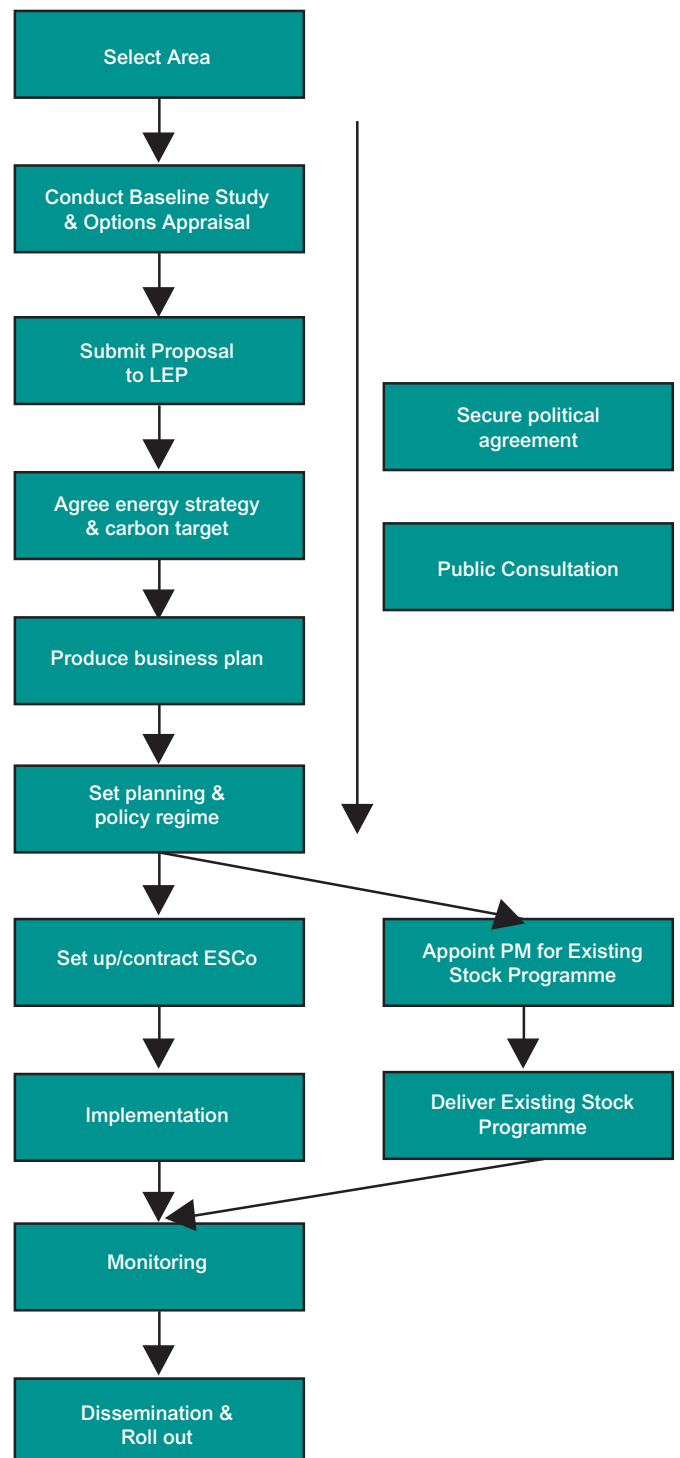 Select Area
Conduct Baseline Study
& Options Appraisal
Submit Proposal
to LEP
Secure political
agreement
Agree energy strategy
& carbon target
Public Consultation
Produce business plan
Set planning &
policy regime
Set up/contract ESCo
Appoint PM for Existing
Stock Programme
Implementation
Deliver Existing Stock
Programme
Monitoring
Dissemination &
Roll out